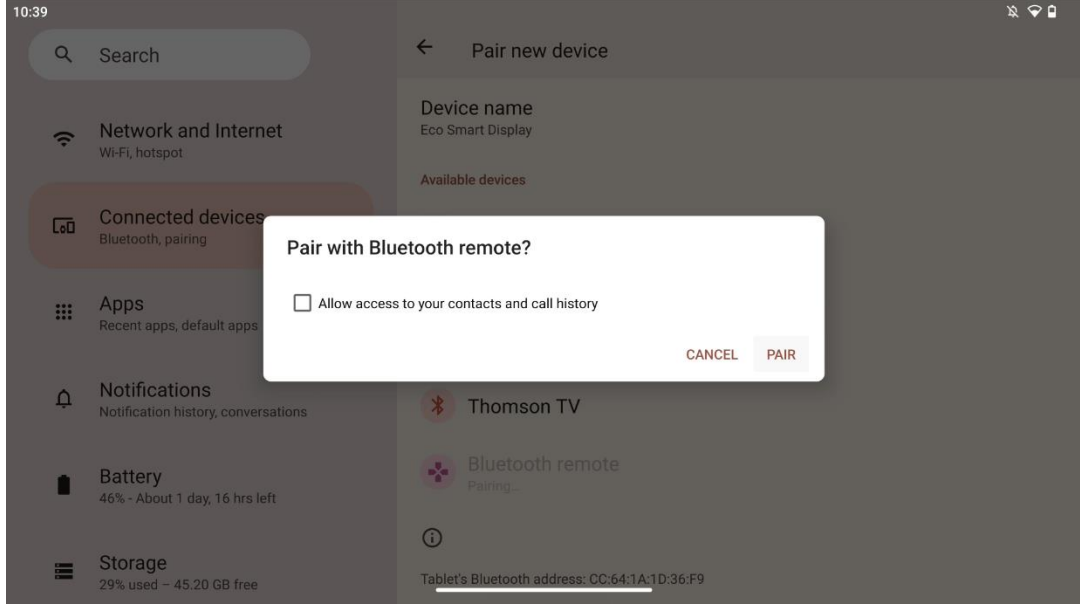 10:39
Search
Network and Internet
Wi-Fi, hotspot
Connected devices
Bluetooth, pairing
Apps
Recent apps, default apps
Notifications
Notification history, conversations
Battery
46% - About 1 day, 16 hrs left
Storage
29% used – 45.20 GB free
Pair new device
Device name
Eco Smart Display
Available devices
Pair with Bluetooth remote?
Allow access to your contacts and call history
CANCEL PAIR
Thomson TV
Bluetooth remote
Pairing...
Tablet's Bluetooth address: CC:64:1A:1D:36:F9